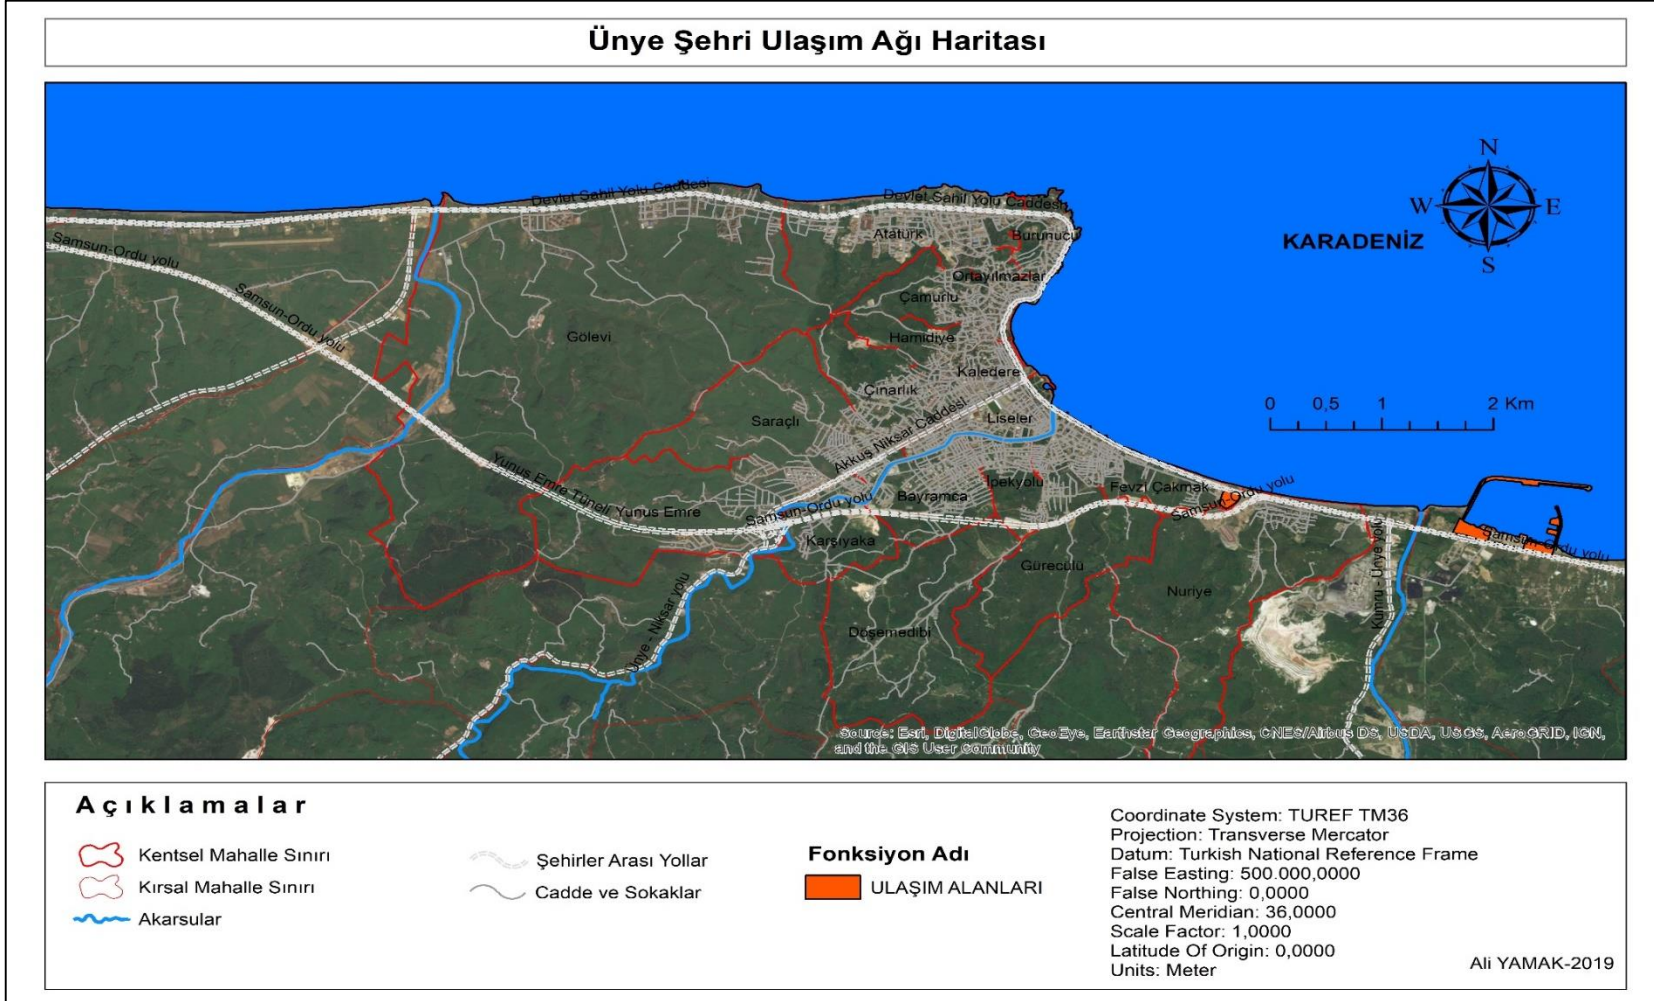 Ünye Şehri Ulaşım Ağı Haritası
N
W
E
S
KARADENİZ
Devlet Sahil Yolu Caddesi
Devlet Sahil Yolu Caddesi
Samsun-Ordu yolu
Samsun-Ordu yolu
Atatürk
Burunucu
Ortayılmazlar
Çamurlu
Gölevi
Hamidiye
Kaledere
Çınarlık
Saraçlı
Liseler
Akkuş Niksar Caddesi
0 0,5 1 2 Km
Yunus Emre Tüneli
Yunus Emre
Samsun-Ordu yolu
Bayramca
İpekyolu
Fevzi Çakmak
Samsun-Ordu yolu
Samsun-Ordu yolu
Karşıyaka
Gürecülü
Nuriye
Kumru - Ünye yolu
Ünye - Niksar yolu
Döşemedibi
Source: Esri, DigitalGlobe, GeoEye, Earthstar Geographics, CNES/Airbus DS, USDA, USGS, AeroGRID, IGN,
and the GIS User Community
Açıklamalar
Kentsel Mahalle Sınırı
Kırsal Mahalle Sınırı
Akarsular
Şehirler Arası Yollar
Cadde ve Sokaklar
Fonksiyon Adı
ULAŞIM ALANLARI
Coordinate System: TUREF TM36
Projection: Transverse Mercator
Datum: Turkish National Reference Frame
False Easting: 500.000,0000
False Northing: 0,0000
Central Meridian: 36,0000
Scale Factor: 1,0000
Latitude Of Origin: 0,0000
Units: Meter
Ali YAMAK-2019